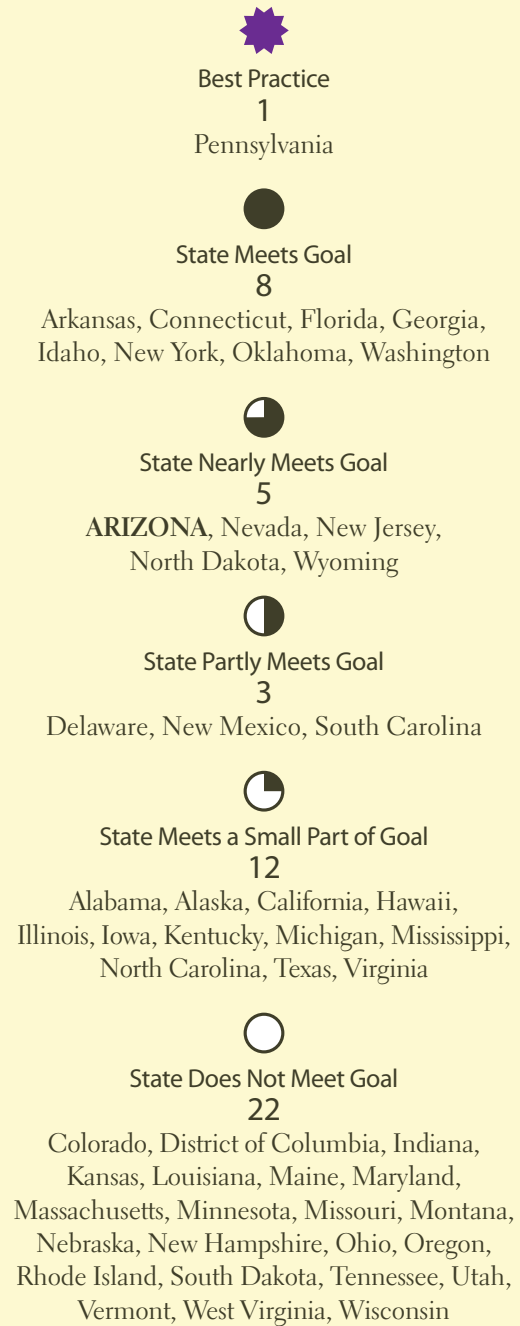 Best Practice
1
Pennsylvania
State Meets Goal
8
Arkansas, Connecticut, Florida, Georgia,
Idaho, New York, Oklahoma, Washington
State Nearly Meets Goal
5
ARIZONA, Nevada, New Jersey,
North Dakota, Wyoming
State Partly Meets Goal
3
Delaware, New Mexico, South Carolina
State Meets a Small Part of Goal
12
Alabama, Alaska, California, Hawaii,
Illinois, Iowa, Kentucky, Michigan, Mississippi,
North Carolina, Texas, Virginia
State Does Not Meet Goal
22
Colorado, District of Columbia, Indiana,
Kansas, Louisiana, Maine, Maryland,
Massachusetts, Minnesota, Missouri, Montana,
Nebraska, New Hampshire, Ohio, Oregon,
Rhode Island, South Dakota, Tennessee, Utah,
Vermont, West Virginia, Wisconsin